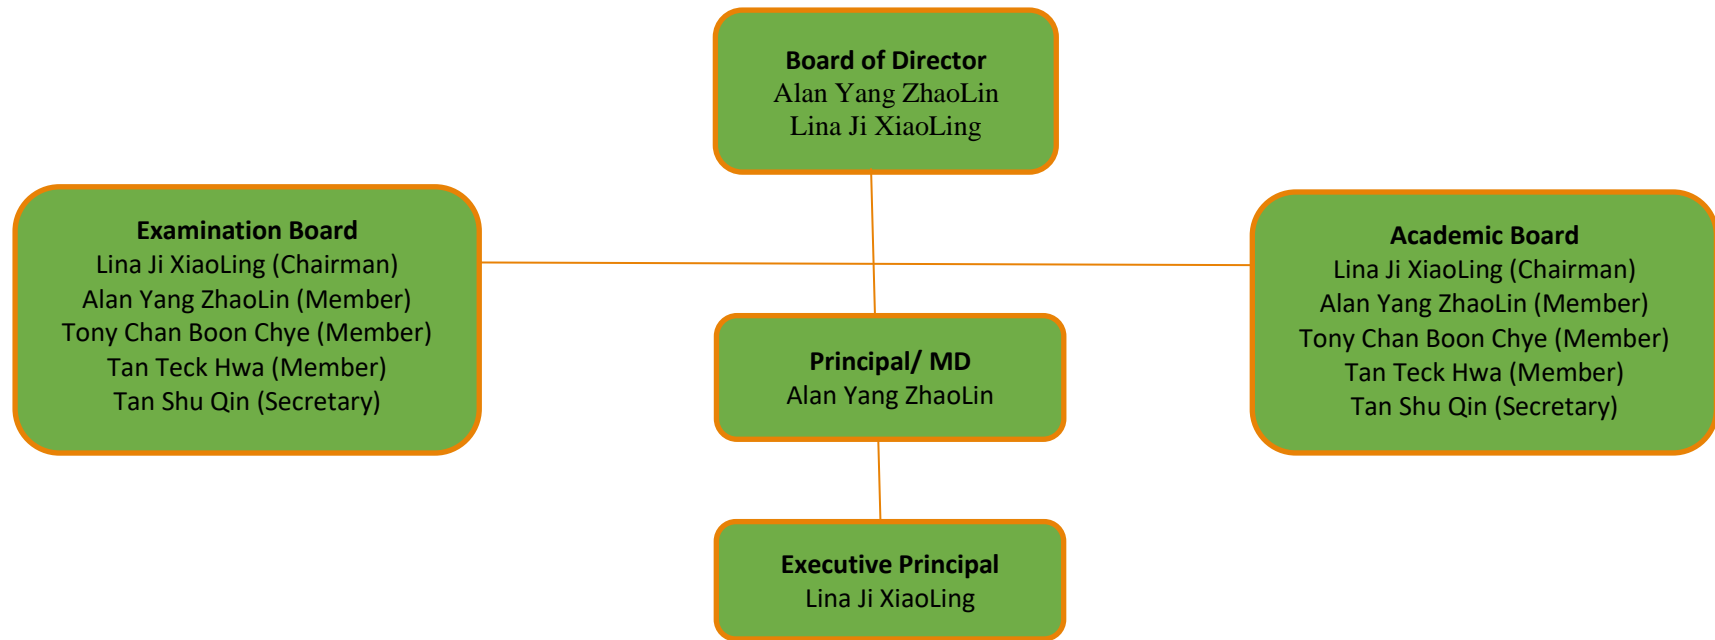 Board of Director
Alan Yang ZhaoLin
Lina Ji XiaoLing
Examination Board
Lina Ji XiaoLing (Chairman)
Alan Yang ZhaoLin (Member)
Tony Chan Boon Chye (Member)
Tan Teck Hwa (Member)
Tan Shu Qin (Secretary)
Academic Board
Lina Ji XiaoLing (Chairman)
Alan Yang ZhaoLin (Member)
Tony Chan Boon Chye (Member)
Tan Teck Hwa (Member)
Tan Shu Qin (Secretary)
Principal/ MD
Alan Yang ZhaoLin
Executive Principal
Lina Ji XiaoLing